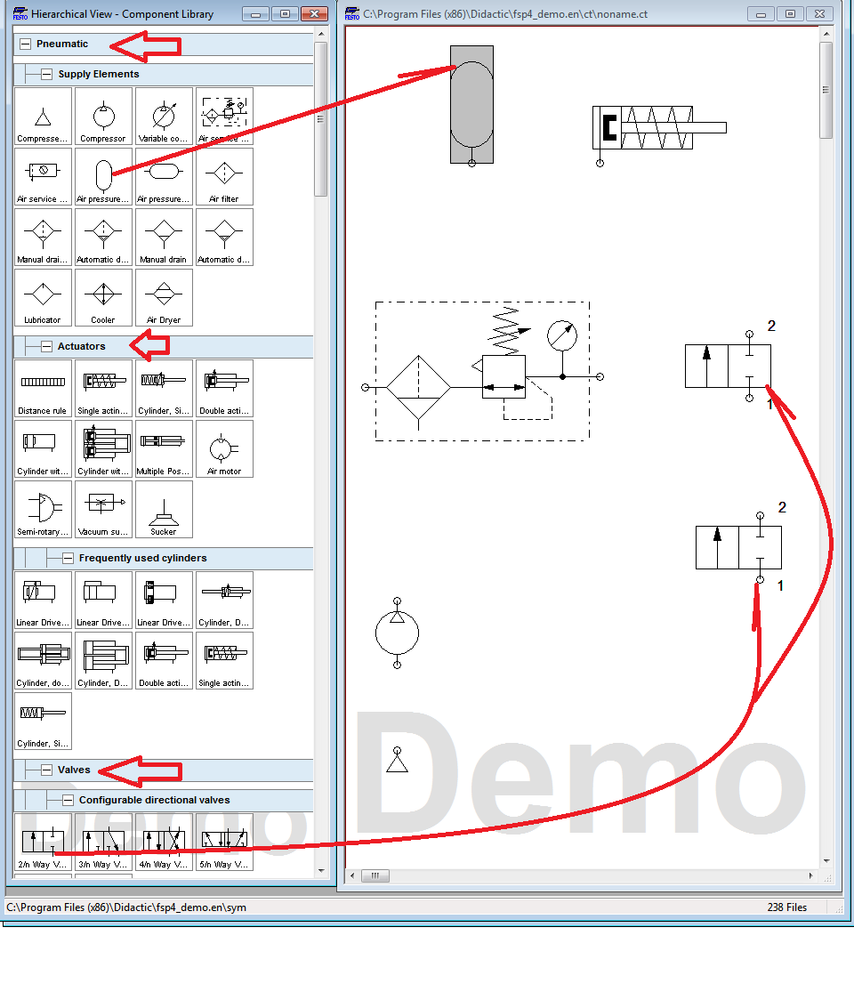 FESTO Hierarchical View - Component Library
Pneumatic
Supply Elements
Compresse... Compressor Variable co... Air service ...
Air service ... Air pressure... Air pressure... Air filter
Manual drai... Automatic d... Manual drain Automatic d...
Lubricator Cooler Air Dryer
Actuators
Distance rule Single actin... Cylinder, Si... Double acti...
Cylinder wit... Cylinder wit... Multiple Pos... Air motor
Semi-rotary... Vacuum su... Sucker
Frequently used cylinders
Linear Drive... Linear Drive... Linear Drive... Cylinder, D...
Cylinder, do... Cylinder, D... Double acti... Single actin...
Cylinder, Si...
Valves
Configurable directional valves
2/n Way V... 3/n Way V... 4/n Way V... 5/n Way V...
Demo
FESTO C:\Program Files (x86)\Didactic\fsp4_demo.en\ct\noname.ct
2
1
2
1
Demo
C:\Program Files (x86)\Didactic\fsp4_demo.en\sym
238 Files